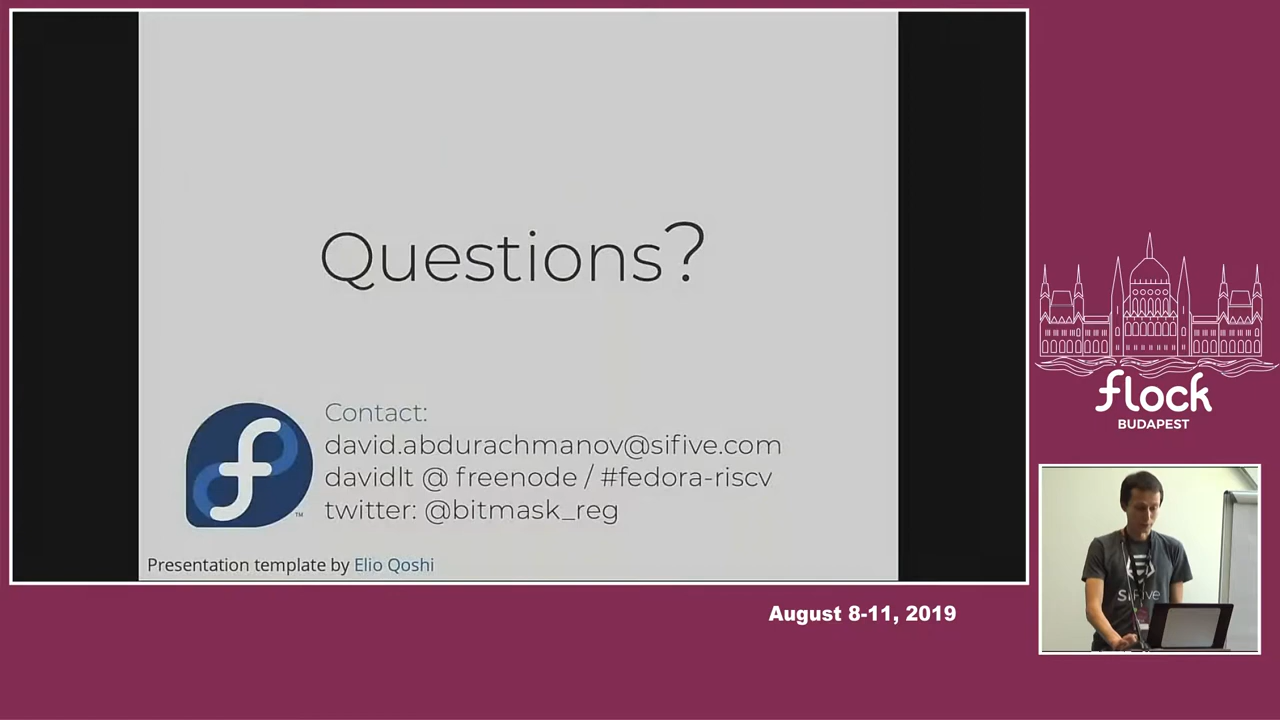 Questions?
Contact:
david.abdurachmanov@sifive.com
davidlt @ freenode / #fedora-riscv
twitter: @bitmask_reg
TM
Presentation template by Elio Qoshi
flock
BUDAPEST
SiFive
August 8-11, 2019